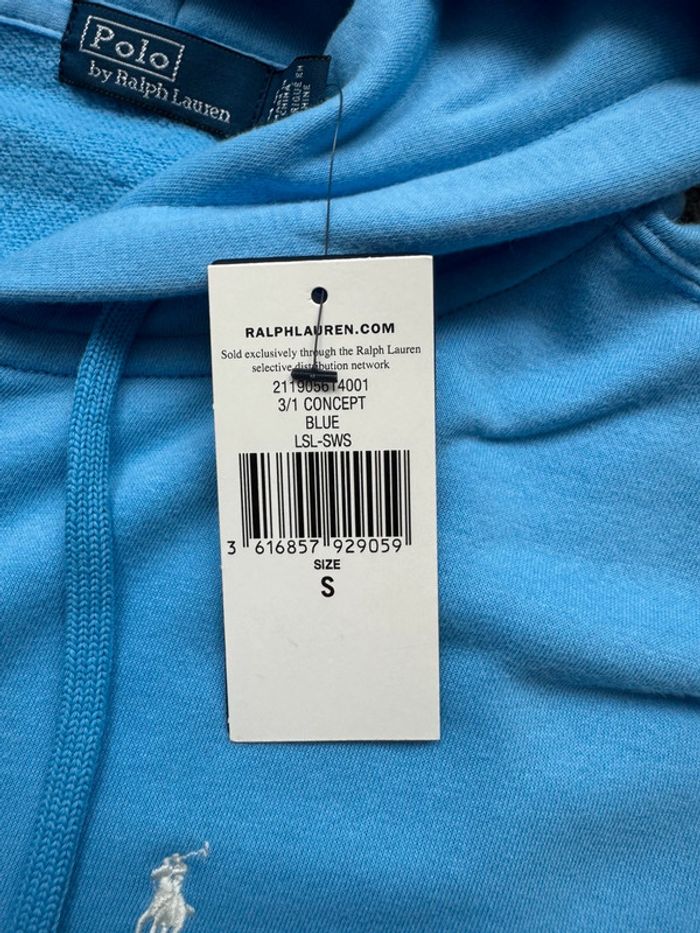 Polo
by Ralph Lauren
CHINA
RALPHLAUREN.COM
Sold exclusively through the Ralph Lauren
selective distribution network
211905614001
3/1 CONCEPT
BLUE
LSL-SWS
3 616857 929059
SIZE
S